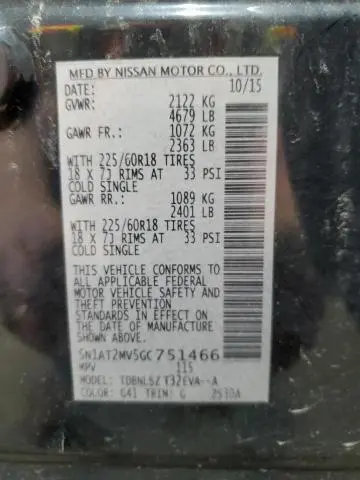 MFD BY NISSAN MOTOR CO., LTD.
DATE: 10/15
GVWR: 2122 KG
4679 LB
GAWR FR.: 1072 KG
2363 LB
WITH 225/60R18 TIRES
18 X 7J RIMS AT 33 PSI
COLD SINGLE
GAWR RR.: 1089 KG
2401 LB
WITH 225/60R18 TIRES
18 X 7J RIMS AT 33 PSI
COLD SINGLE
THIS VEHICLE CONFORMS TO
ALL APPLICABLE FEDERAL
MOTOR VEHICLE SAFETY
STANDARDS IN EFFECT ON
THE DATE OF MANUFACTURE
SHOWN ABOVE.
5N1AT2MV5GC751466
MPV 115
MODEL: T32EVA--A
COLOR: G41 TRIM: G 2530A